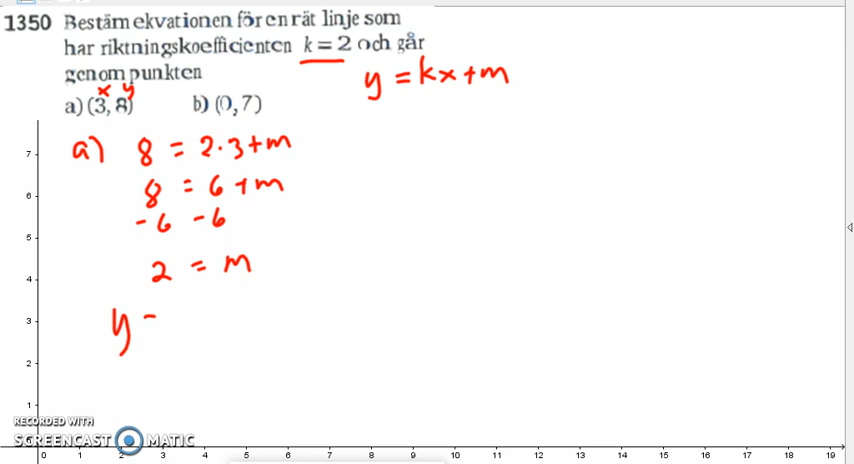 1350 Bestäm ekvationen för en rät linje som
har riktningskoefficienten k = 2 och går
genom punkten
y = kx + m
x y
a) (3, 8) b) (0, 7)
a) 8 = 2·3 + m
8 = 6 + m
-6 -6
2 = m
y =
7
6
5
4
3
2
1
RECORDED WITH
SCREENCAST MATIC
0 1 2 3 4 5 6 7 8 9 10 11 12 13 14 15 16 17 18 19